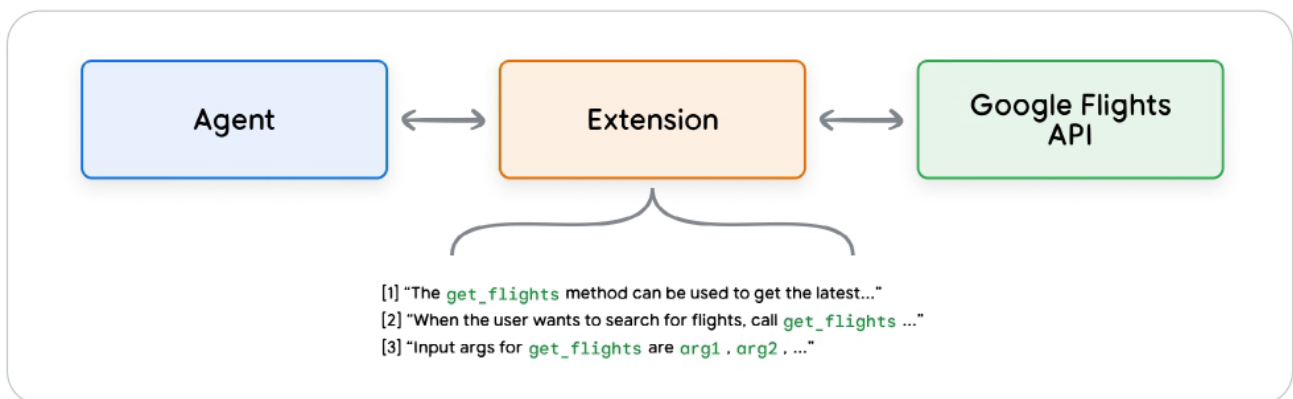 Agent
Extension
Google Flights
API
[1] “The get_flights method can be used to get the latest...”
[2] “When the user wants to search for flights, call get_flights ...”
[3] “Input args for get_flights are arg1 , arg2 , ...”